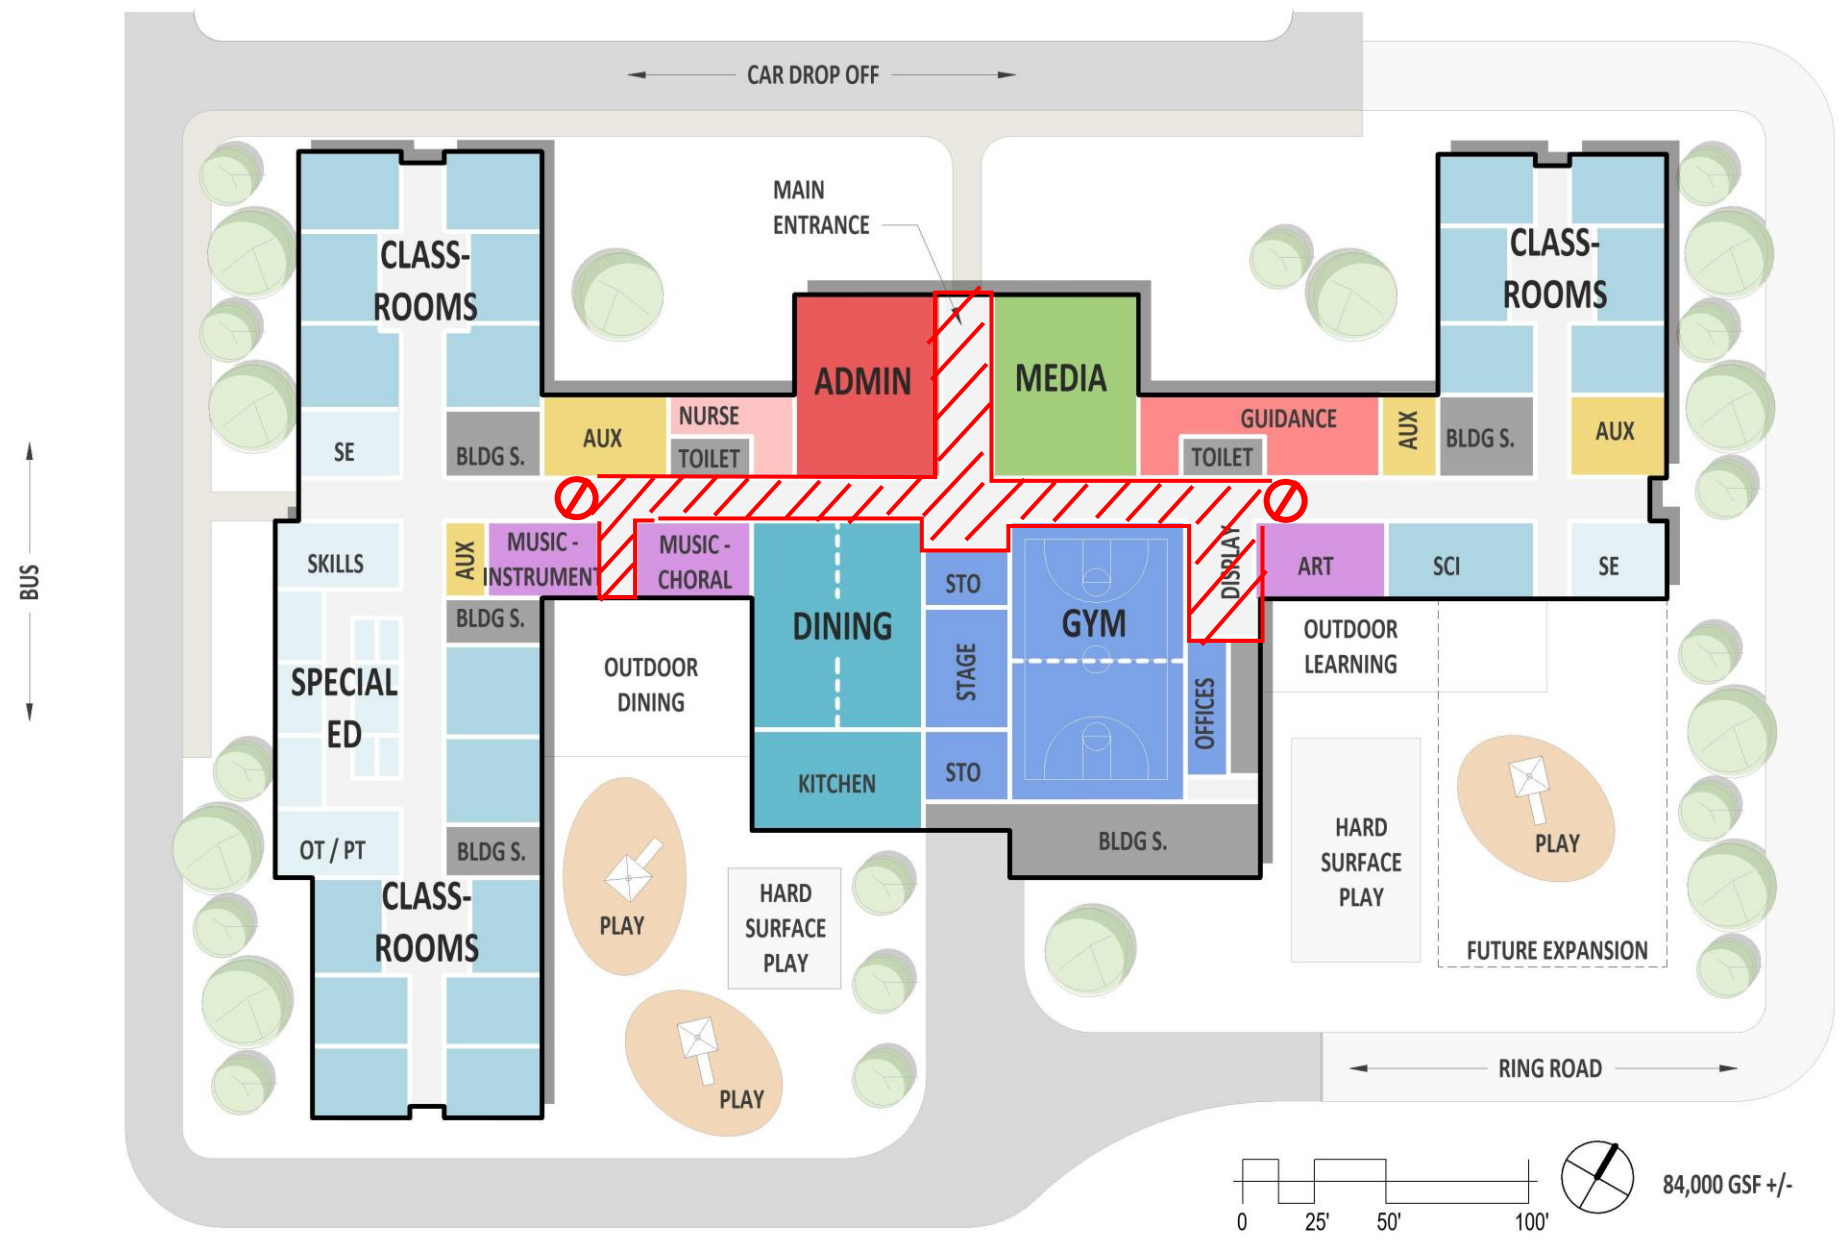 CAR DROP OFF
MAIN
ENTRANCE
CLASS-
ROOMS
CLASS-
ROOMS
ADMIN
MEDIA
NURSE
GUIDANCE
AUX
AUX
AUX
SE
BLDG S.
TOILET
TOILET
BLDG S.
BUS
SKILLS
AUX
MUSIC -
INSTRUMENT
MUSIC -
CHORAL
DISPLAY
ART
SCI
SE
STO
BLDG S.
DINING
GYM
OUTDOOR
LEARNING
SPECIAL
ED
OUTDOOR
DINING
STAGE
OFFICES
KITCHEN
STO
OT / PT
BLDG S.
BLDG S.
HARD
SURFACE
PLAY
PLAY
CLASS-
ROOMS
PLAY
HARD
SURFACE
PLAY
FUTURE EXPANSION
PLAY
RING ROAD
0 25' 50' 100'
84,000 GSF +/-